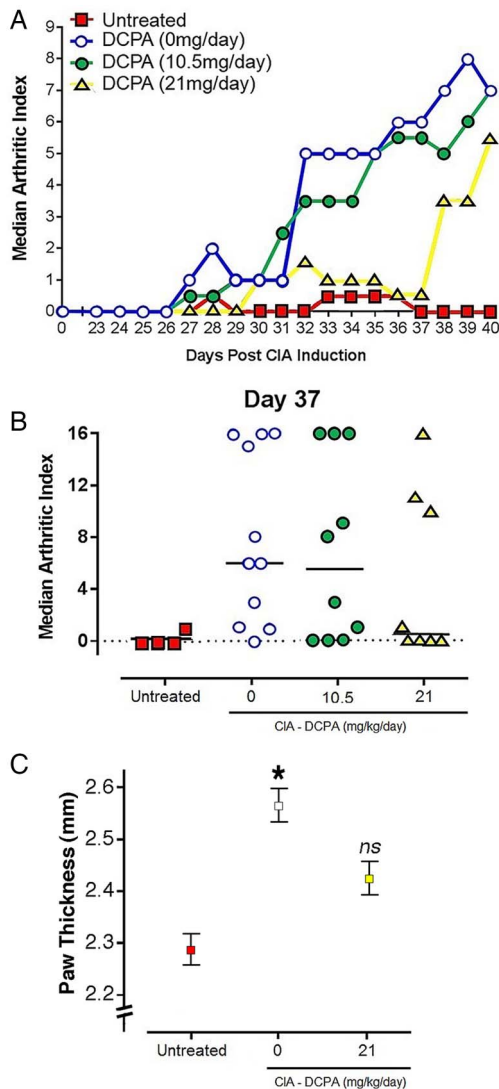 A
Untreated
DCPA (0mg/day)
DCPA (10.5mg/day)
DCPA (21mg/day)
Median Arthritic Index
9
8
7
6
5
4
3
2
1
0
0 23 24 25 26 27 28 29 30 31 32 33 34 35 36 37 38 39 40
Days Post CIA Induction
Day 37
B
Median Arthritic Index
16
12
8
4
0
Untreated 0 10.5 21
CIA - DCPA (mg/kg/day)
C
Paw Thickness (mm)
2.6
2.5
2.4
2.3
2.2
*
ns
Untreated 0 21
CIA - DCPA (mg/kg/day)